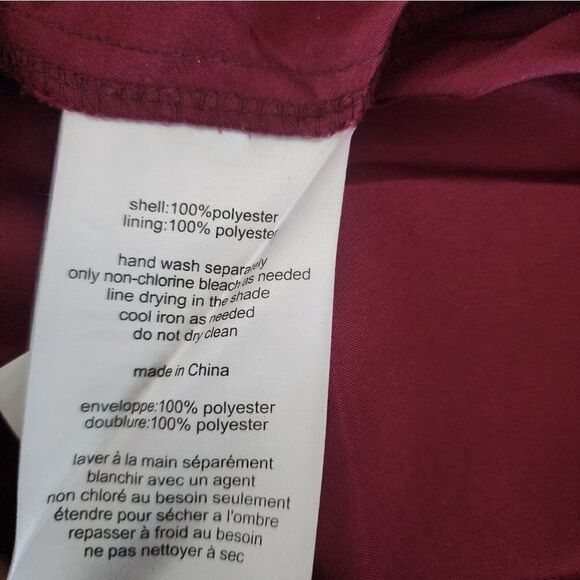 shell:100%polyester
lining:100% polyester
hand wash separately
only non-chlorine bleach as needed
line drying in the shade
cool iron as needed
do not dry clean
made in China
enveloppe:100% polyester
doublure:100% polyester
laver à la main séparément
blanchir avec un agent
non chloré au besoin seulement
étendre pour sécher a l'ombre
repasser à froid au besoin
ne pas nettoyer à sec